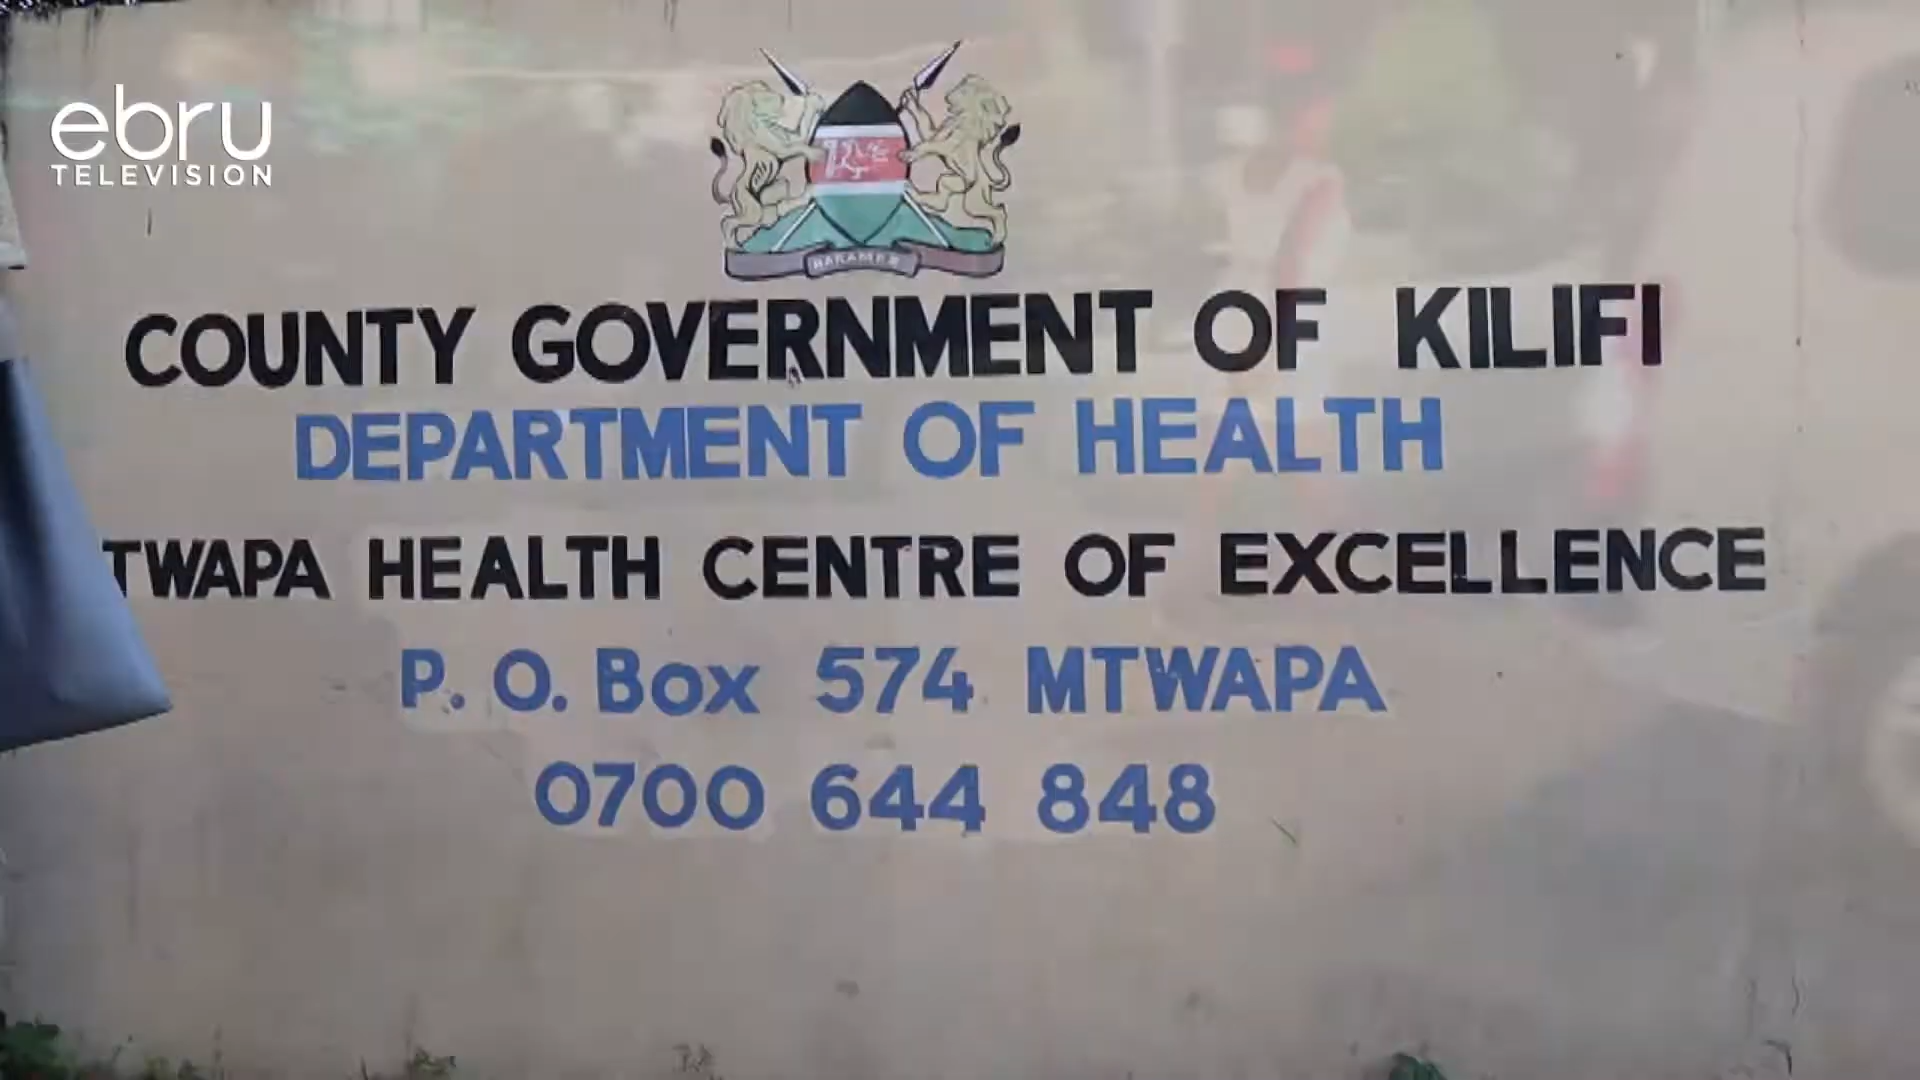 ebru
TELEVISION
HARAMBEE
COUNTY GOVERNMENT OF KILIFI
DEPARTMENT OF HEALTH
TWAPA HEALTH CENTRE OF EXCELLENCE
P. O. Box 574 MTWAPA
0700 644 848